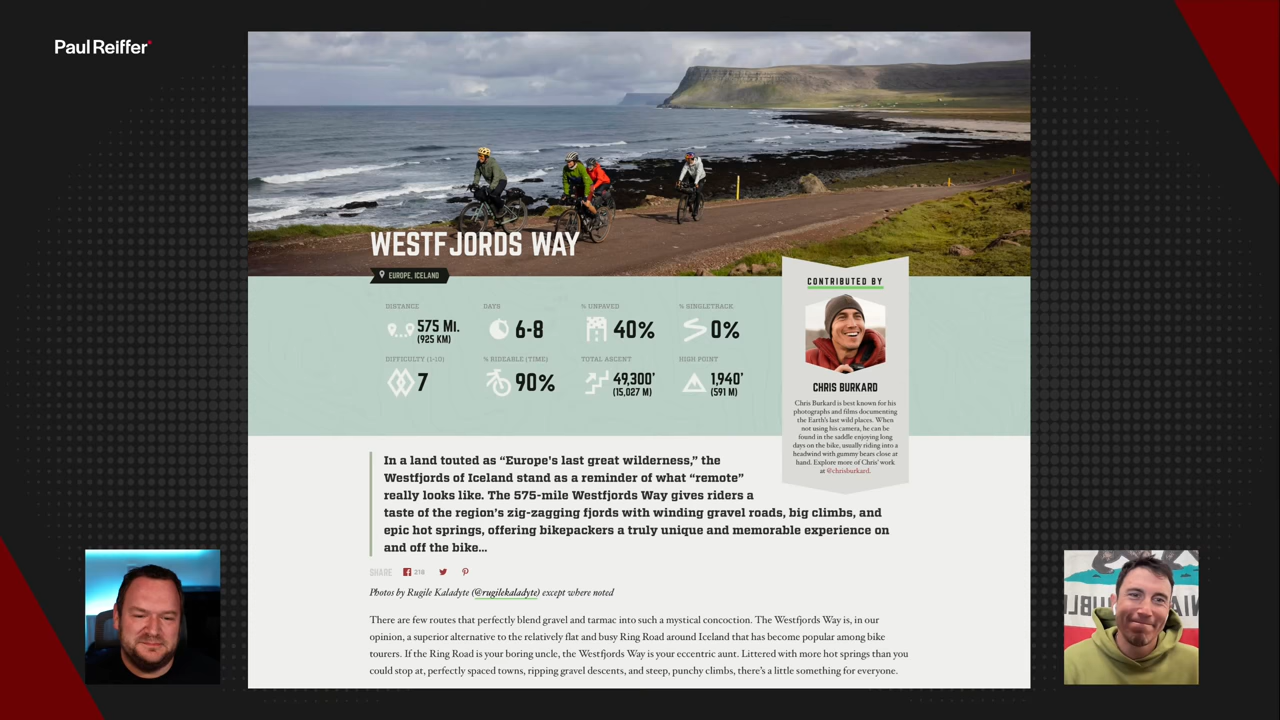 Paul Reiffer
WESTFJORDS WAY
EUROPE, ICELAND
DISTANCE
575 MI.
(925 KM)
DAYS
6-8
% UNPAVED
40%
% SINGLETRACK
0%
DIFFICULTY (1-10)
7
% RIDEABLE (TIME)
90%
TOTAL ASCENT
49,300'
(15,027 M)
HIGH POINT
1,940'
(591 M)
CONTRIBUTED BY
CHRIS BURKARD
Chris Burkard is best known for his
photographs and films documenting
the Earth's last wild places. When
not using his camera, he can be
found in the saddle enjoying long
days on the bike, usually riding into a
headwind with gummy bears close at
hand. Explore more of Chris' work
at @chrisburkard.
In a land touted as “Europe's last great wilderness,” the
Westfjords of Iceland stand as a reminder of what “remote”
really looks like. The 575-mile Westfjords Way gives riders a
taste of the region's zig-zagging fjords with winding gravel roads, big climbs, and
epic hot springs, offering bikepackers a truly unique and memorable experience on
and off the bike...
SHARE
218
Photos by Rugile Kaladyte (@rugilekaladyte) except where noted
There are few routes that perfectly blend gravel and tarmac into such a mystical concoction. The Westfjords Way is, in our
opinion, a superior alternative to the relatively flat and busy Ring Road around Iceland that has become popular among bike
tourers. If the Ring Road is your boring uncle, the Westfjords Way is your eccentric aunt. Littered with more hot springs than you
could stop at, perfectly spaced towns, ripping gravel descents, and steep, punchy climbs, there's a little something for everyone.